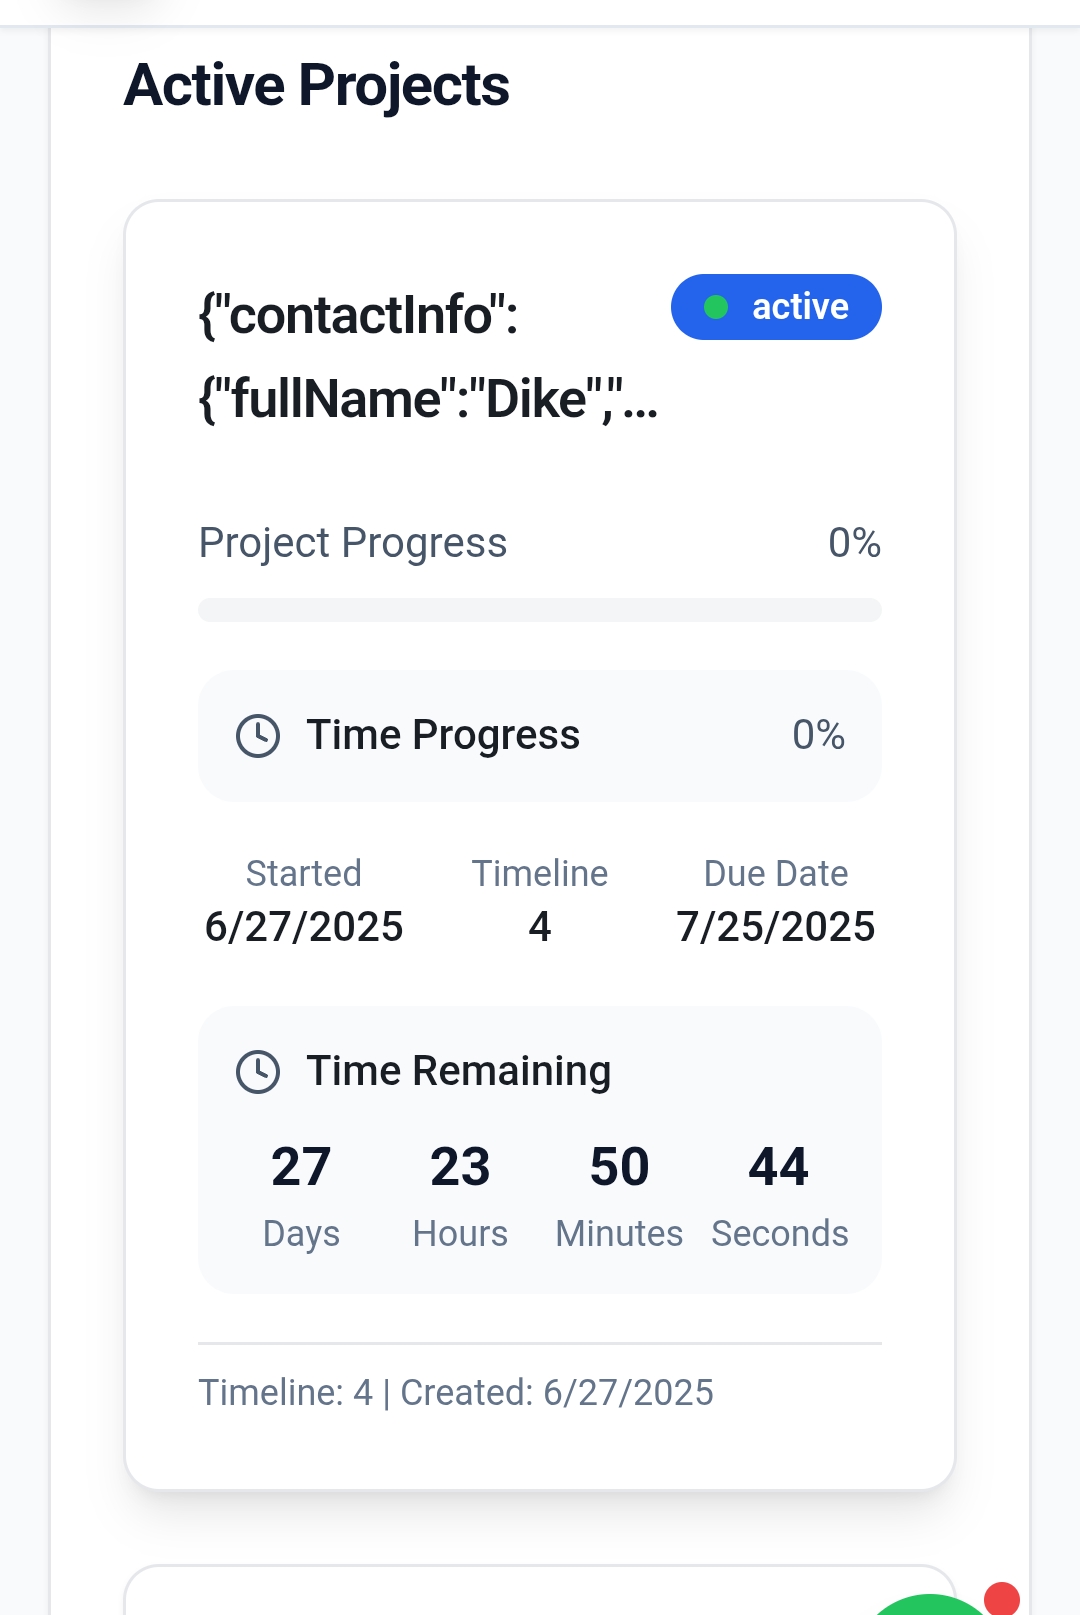 Active Projects
{"contactInfo":
{"fullName":"Dike","...
active
Project Progress 0%
Time Progress 0%
Started Timeline Due Date
6/27/2025 4 7/25/2025
Time Remaining
27 23 50 44
Days Hours Minutes Seconds
Timeline: 4 | Created: 6/27/2025